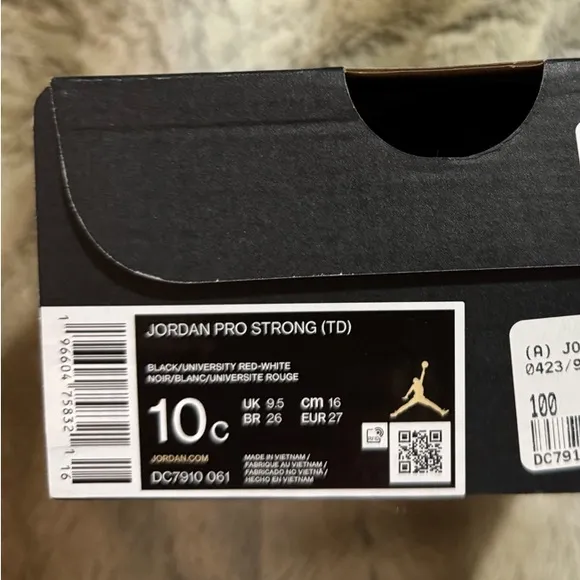 JORDAN PRO STRONG (TD)
BLACK/UNIVERSITY RED-WHITE
NOIR/BLANC/UNIVERSITE ROUGE
10C
UK 9.5 cm 16
BR 26 EUR 27
JORDAN.COM
DC7910 061
MADE IN VIETNAM/
FABRIQUE AU VIETNAM/
FABRICADO NO VIETNÃ/
HECHO EN VIETNAM
1 96604 75832 1 16
(A) JO
0423/9
100
DC791